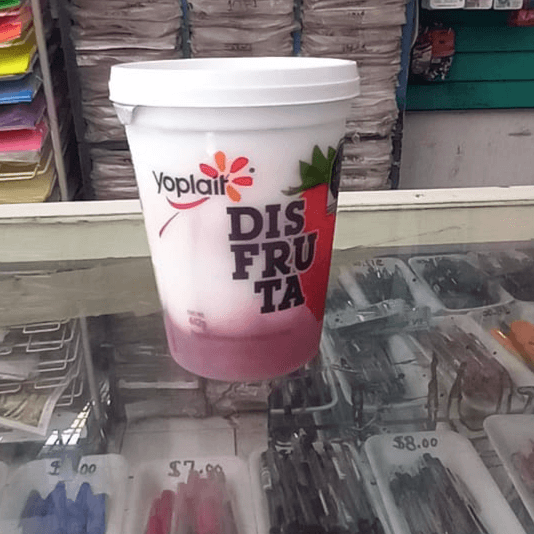 Yoplait
DIS
FRU
TA
$7.00
$8.00